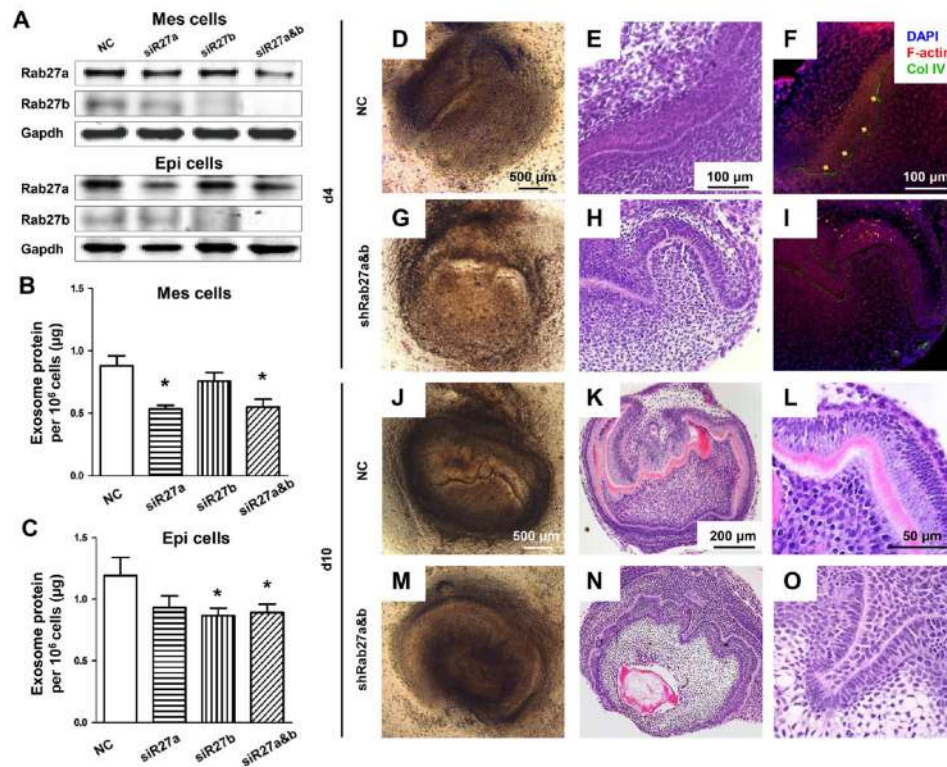 A
Mes cells
NC
siR27a
siR27b
siR27a&b
Rab27a
Rab27b
Gapdh
Epi cells
Rab27a
Rab27b
Gapdh
B
Mes cells
Exosome protein
per 10⁶ cells (µg)
1.5
1.0
0.5
0.0
*
*
NC
siR27a
siR27b
siR27a&b
C
Epi cells
Exosome protein
per 10⁶ cells (µg)
1.5
1.0
0.5
0.0
*
*
NC
siR27a
siR27b
siR27a&b
d4
NC
D
500 µm
E
100 µm
F
DAPI
F-actin
Col IV
100 µm
shRab27a&b
G
H
I
d10
NC
J
500 µm
K
200 µm
L
50 µm
shRab27a&b
M
N
O